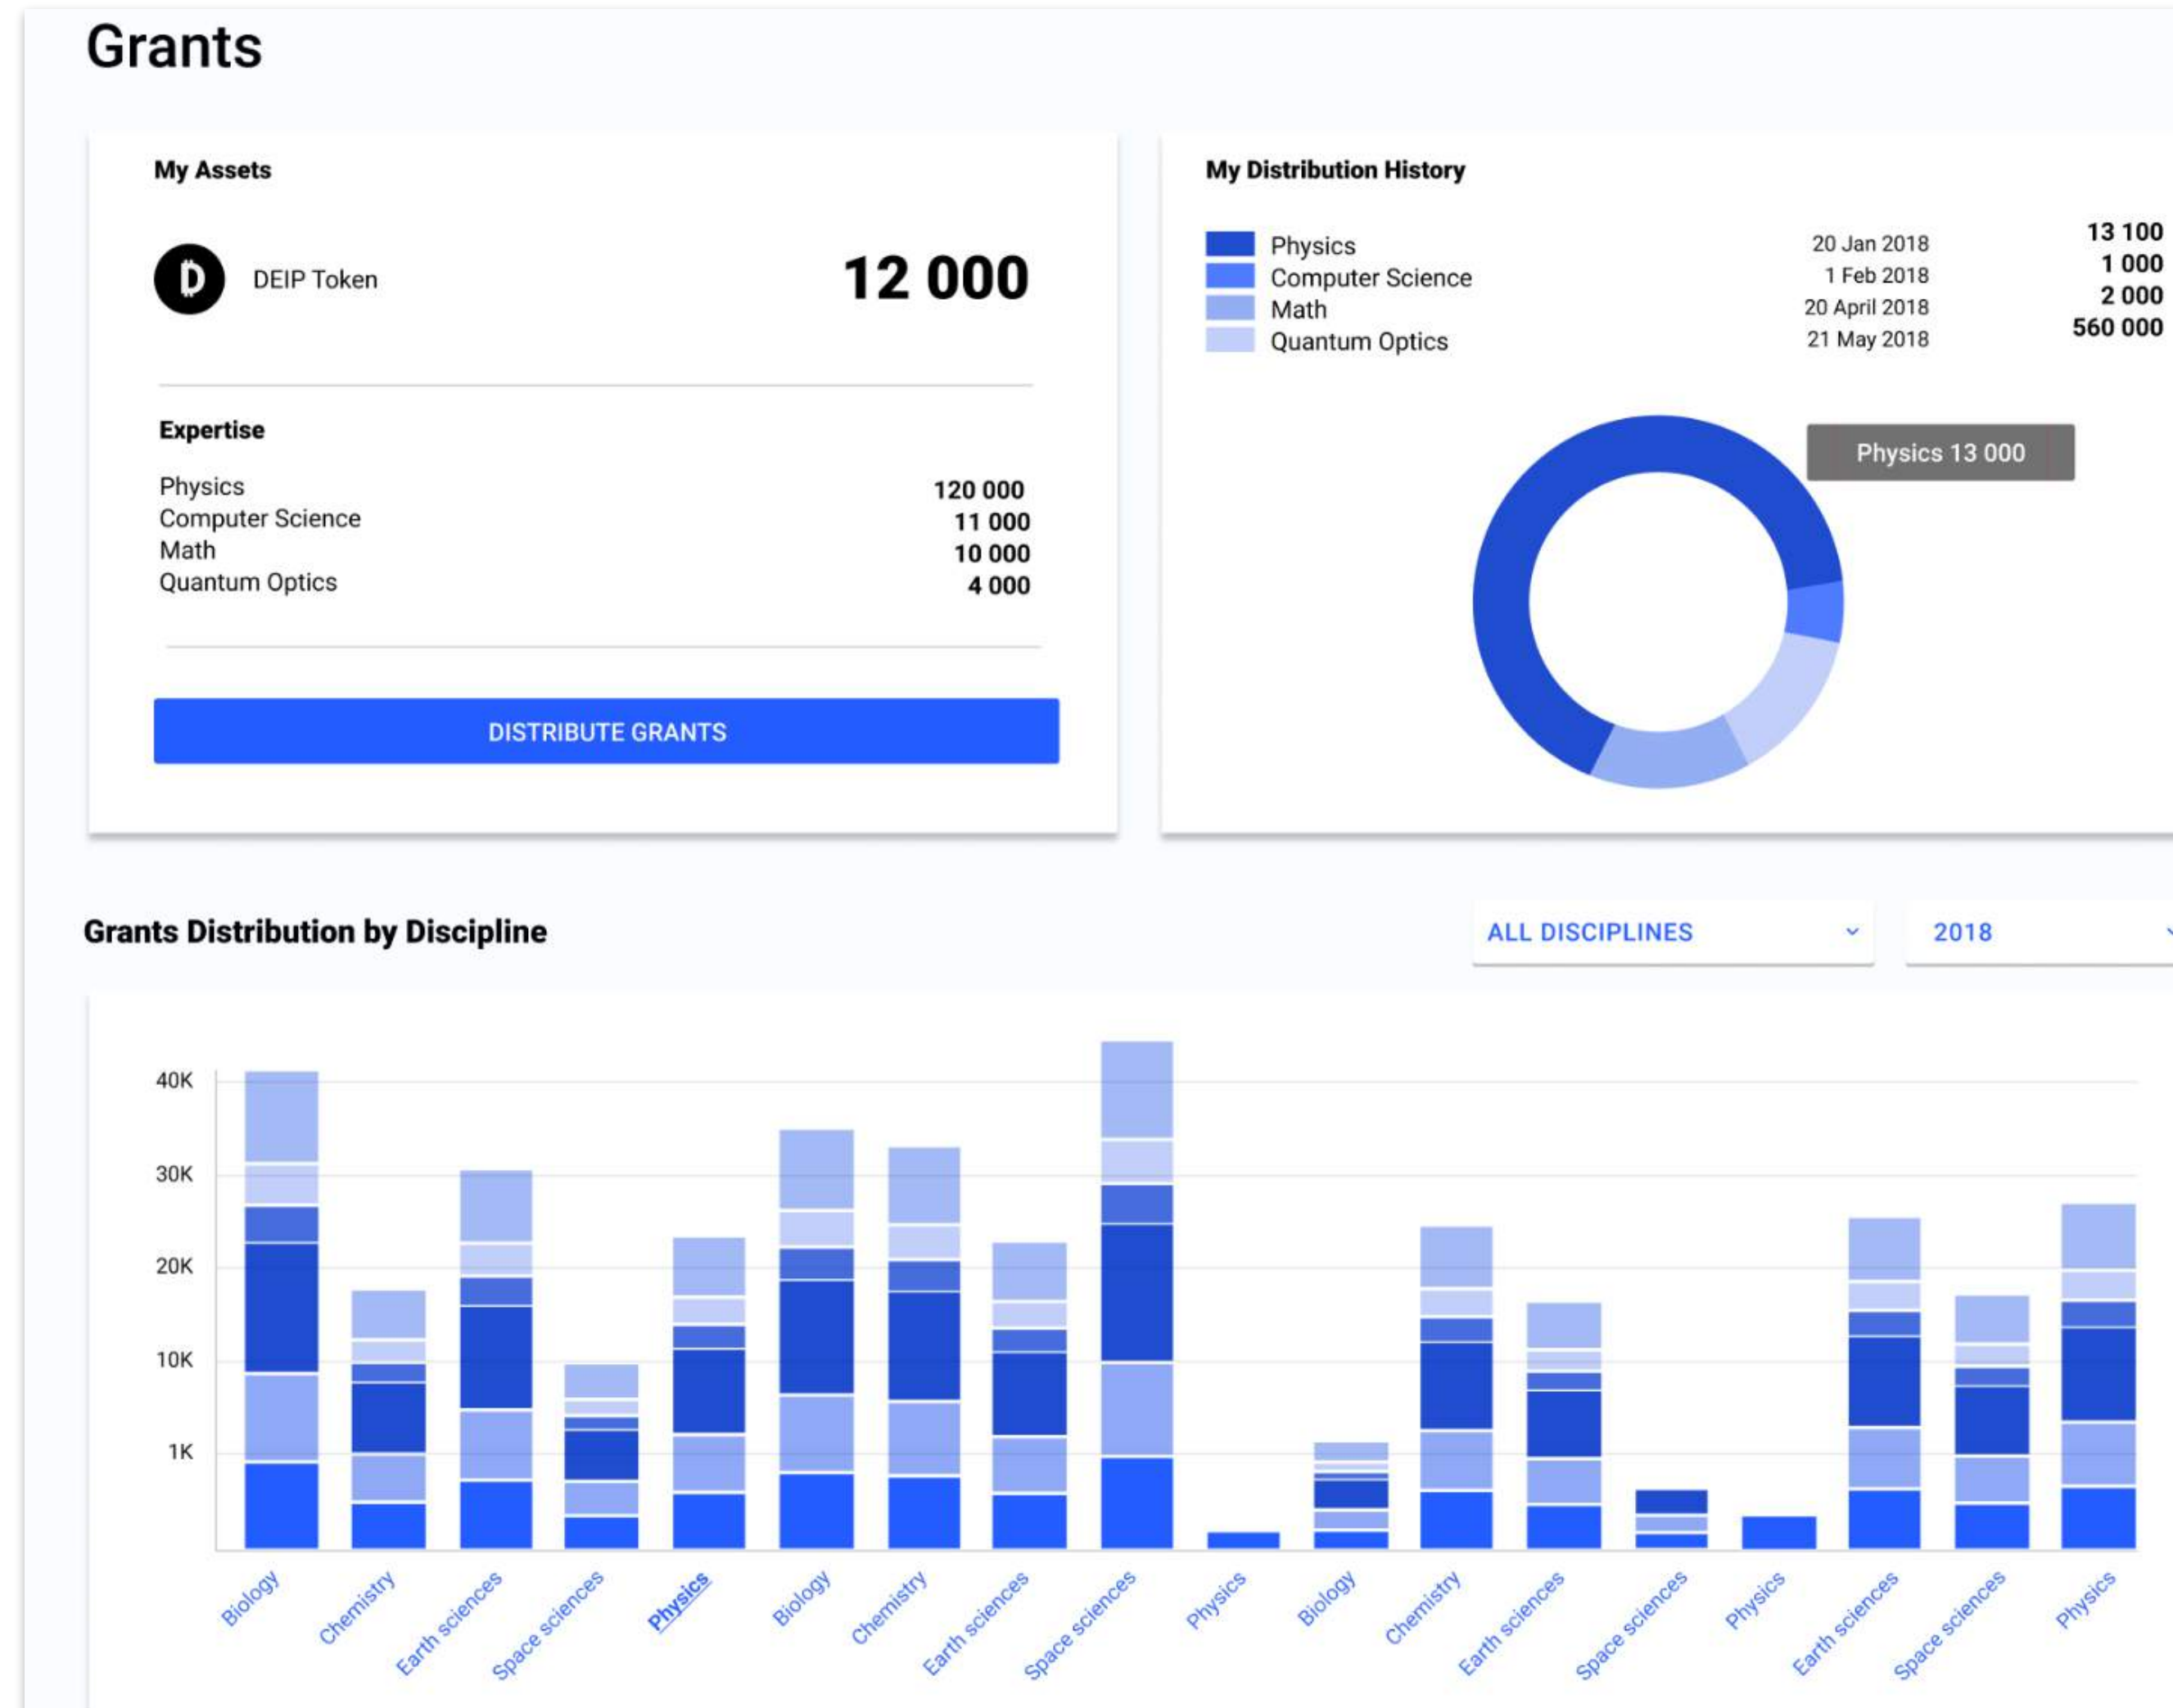 Grants
My Assets
DEIP Token 12 000
Expertise
Physics 120 000
Computer Science 11 000
Math 10 000
Quantum Optics 4 000
DISTRIBUTE GRANTS
My Distribution History
Physics 20 Jan 2018 13 100
Computer Science 1 Feb 2018 1 000
Math 20 April 2018 2 000
Quantum Optics 21 May 2018 560 000
Physics 13 000
Grants Distribution by Discipline
ALL DISCIPLINES 2018
40K
30K
20K
10K
1K
Biology Chemistry Earth sciences Space sciences Physics Biology Chemistry Earth sciences Space sciences Physics Biology Chemistry Earth sciences Space sciences Physics Earth sciences Space sciences Physics